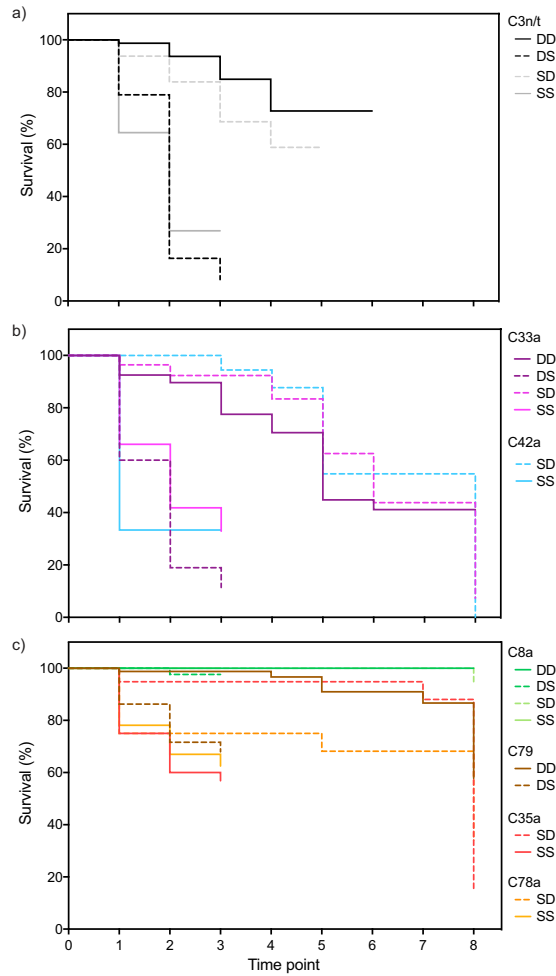 a)
C3n/t
DD
DS
SD
SS
100
80
60
40
20
0
Survival (%)
b)
C33a
DD
DS
SD
SS
C42a
SD
SS
100
80
60
40
20
0
Survival (%)
c)
C8a
DD
DS
SD
SS
C79
DD
DS
C35a
SD
SS
C78a
SD
SS
100
80
60
40
20
0
Survival (%)
0 1 2 3 4 5 6 7 8
Time point